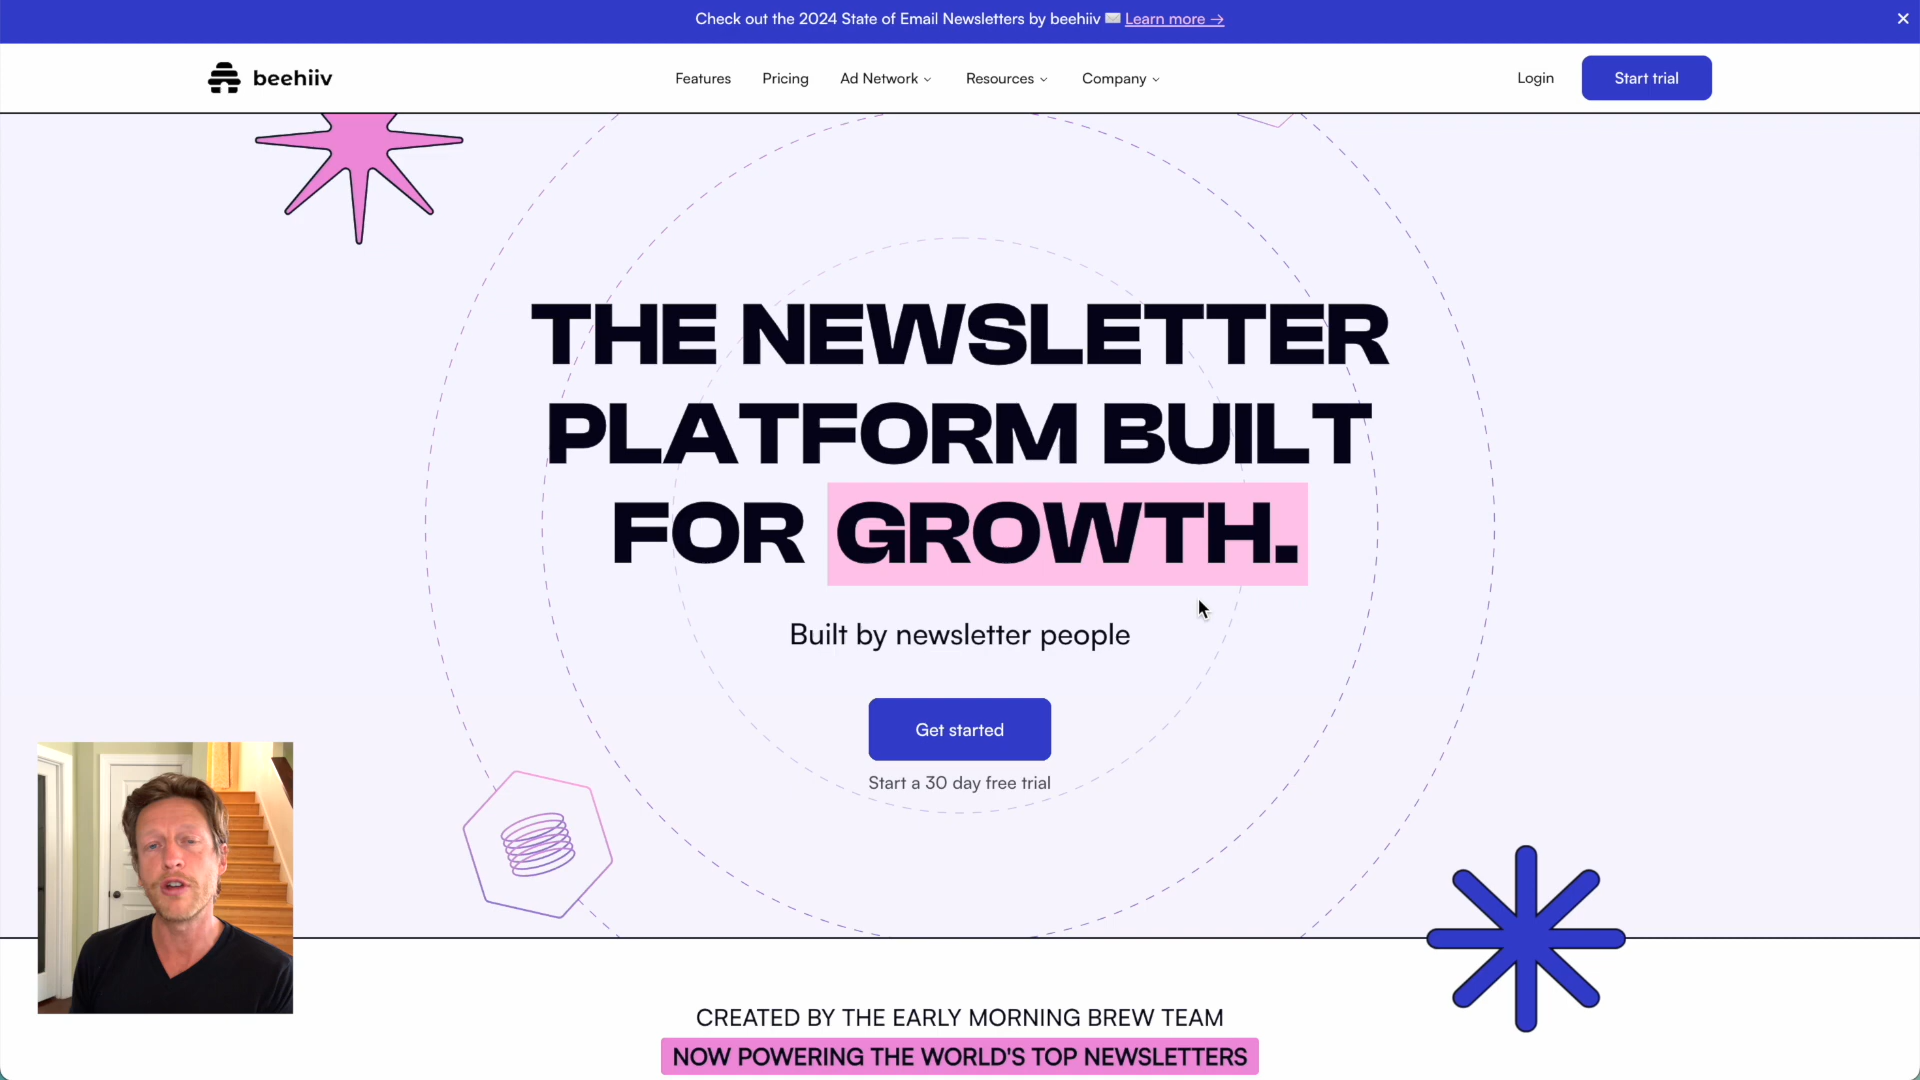 Check out the 2024 State of Email Newsletters by beehiiv ✉️ Learn more →
beehiiv
Features
Pricing
Ad Network
Resources
Company
Login
Start trial
THE NEWSLETTER
PLATFORM BUILT
FOR GROWTH.
Built by newsletter people
Get started
Start a 30 day free trial
CREATED BY THE EARLY MORNING BREW TEAM
NOW POWERING THE WORLD'S TOP NEWSLETTERS